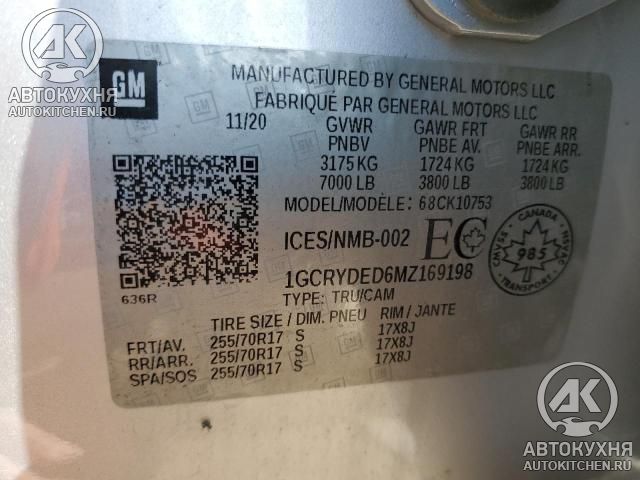 AK
АВТОКУХНЯ
AUTOKITCHEN.RU
GM
MANUFACTURED BY GENERAL MOTORS LLC
FABRIQUÉ PAR GENERAL MOTORS LLC
11/20 GVWR GAWR FRT GAWR RR
PNBV PNBE AV. PNBE ARR.
3175 KG 1724 KG 1724 KG
7000 LB 3800 LB 3800 LB
MODEL/MODÈLE: 68CK10753
ICES/NMB-002 EC
CANADA
CMVSS 985 NSVAC
1GCRYDED6MZ169198
636R
TYPE: TRU/CAM
TIRE SIZE / DIM. PNEU RIM / JANTE
FRT/AV. 255/70R17 S 17X8J
RR/ARR. 255/70R17 S 17X8J
SPA/SOS 255/70R17 S 17X8J
AK
АВТОКУХНЯ
AUTOKITCHEN.RU